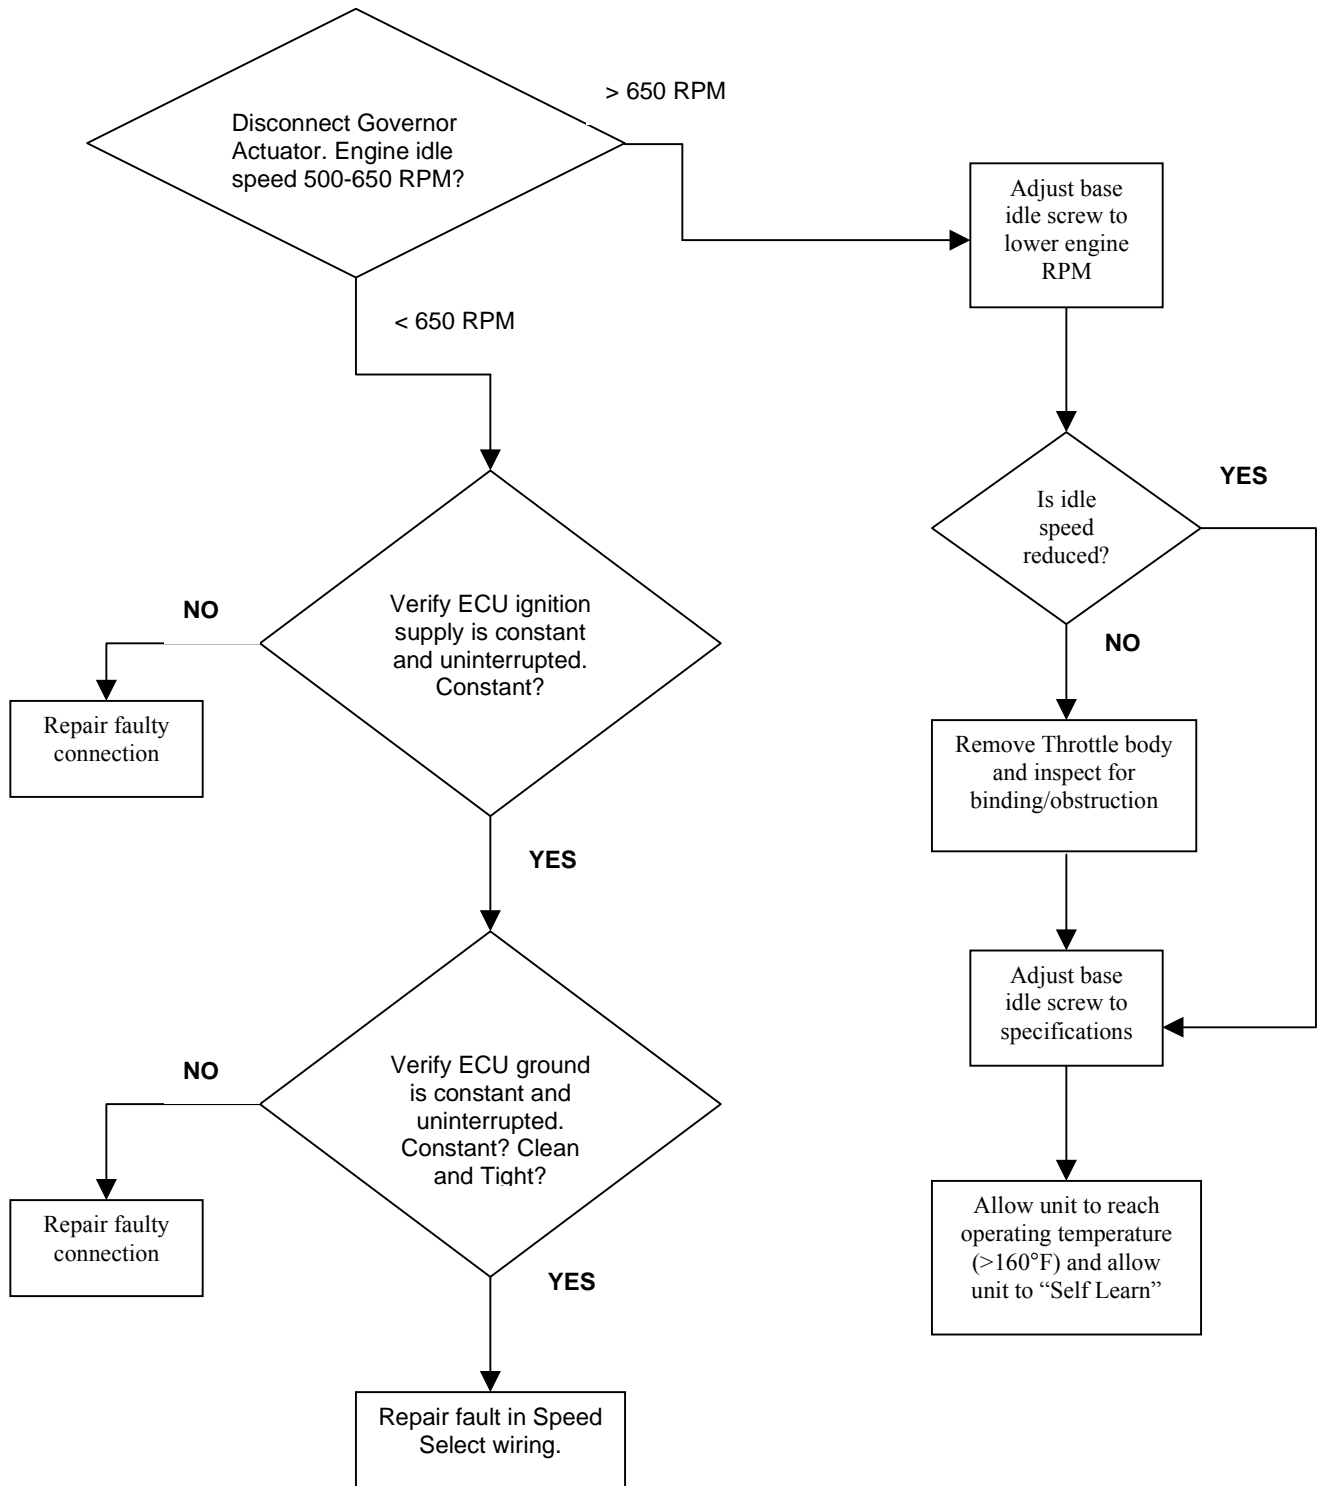 > 650 RPM
Disconnect Governor
Actuator. Engine idle
speed 500-650 RPM?
< 650 RPM
Adjust base
idle screw to
lower engine
RPM
YES
Is idle
speed
reduced?
NO
Remove Throttle body
and inspect for
binding/obstruction
Adjust base
idle screw to
specifications
Allow unit to reach
operating temperature
(>160°F) and allow
unit to “Self Learn”
NO
Verify ECU ignition
supply is constant
and uninterrupted.
Constant?
Repair faulty
connection
YES
NO
Verify ECU ground
is constant and
uninterrupted.
Constant? Clean
and Tight?
Repair faulty
connection
YES
Repair fault in Speed
Select wiring.